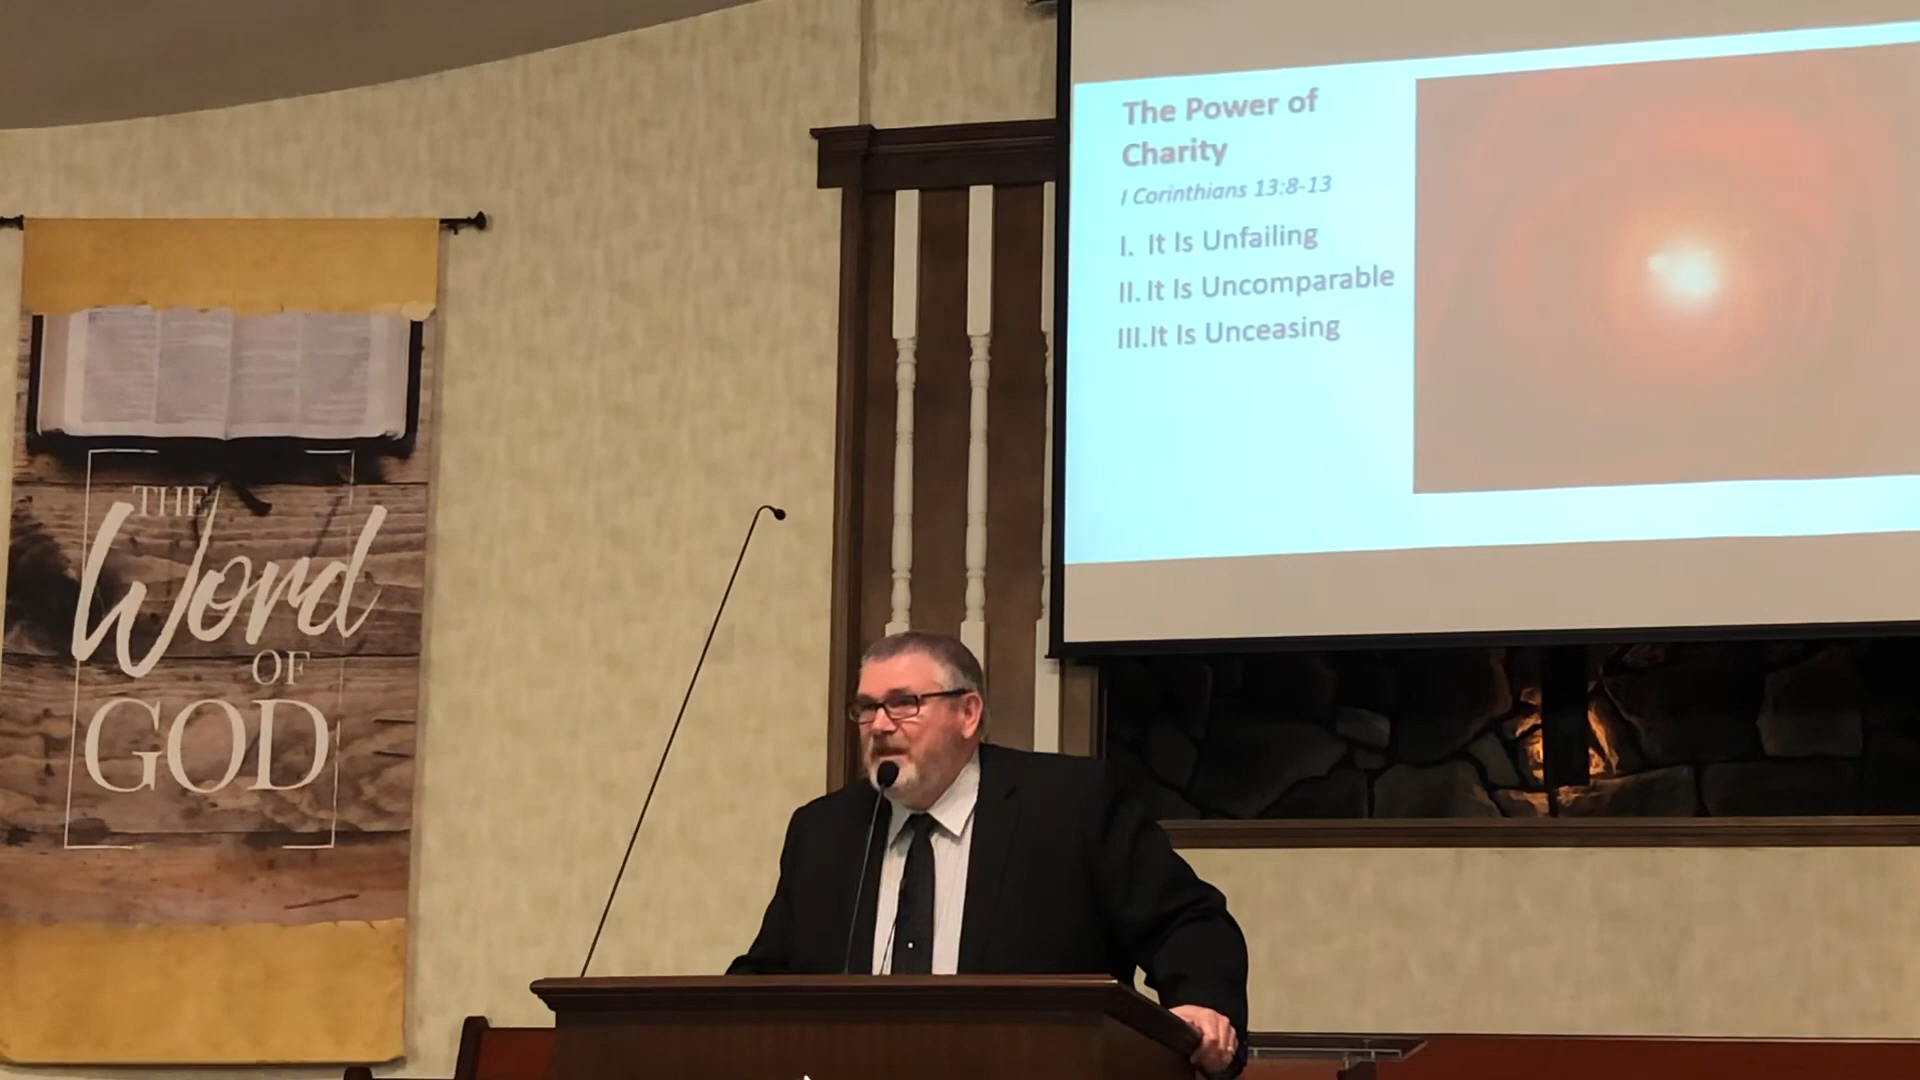 THE
Word
OF
GOD
The Power of
Charity
I Corinthians 13:8-13
I. It Is Unfailing
II. It Is Uncomparable
III.It Is Unceasing